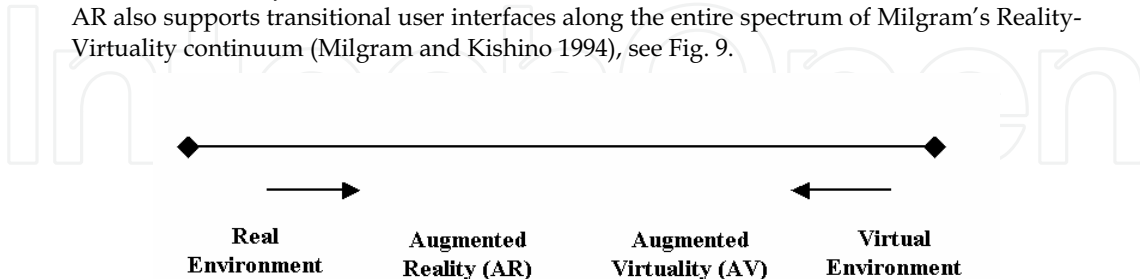 AR also supports transitional user interfaces along the entire spectrum of Milgram's Reality-
Virtuality continuum (Milgram and Kishino 1994), see Fig. 9.
Real Environment
Augmented Reality (AR)
Augmented Virtuality (AV)
Virtual Environment